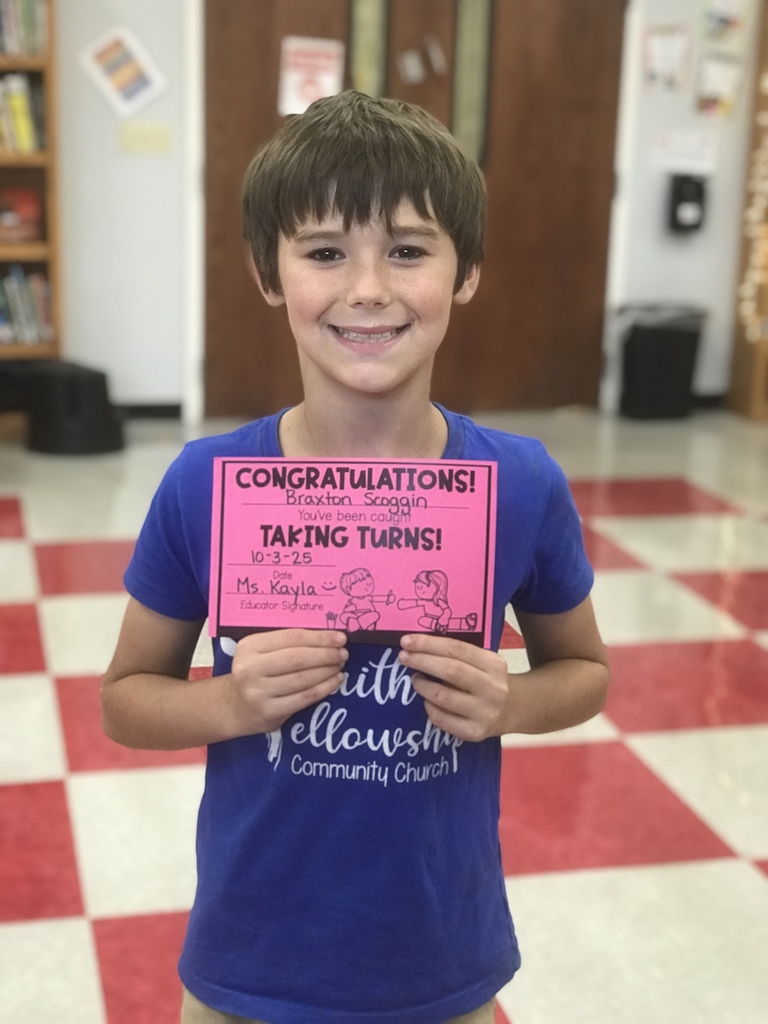 CONGRATULATIONS!
Braxton Scoggin
You've been caught
TAKING TURNS!
10-3-25
Date
Ms. Kayla
Educator Signature
Fellowship
Community Church